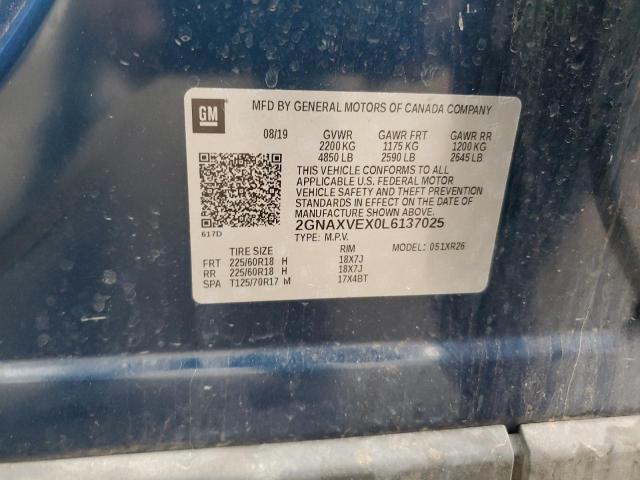 GM
MFD BY GENERAL MOTORS OF CANADA COMPANY
08/19 GVWR GAWR FRT GAWR RR
2200 KG 1175 KG 1200 KG
4850 LB 2590 LB 2645 LB
THIS VEHICLE CONFORMS TO ALL
APPLICABLE U.S. FEDERAL MOTOR
VEHICLE SAFETY AND THEFT PREVENTION
STANDARDS IN EFFECT ON THE DATE OF
MANUFACTURE SHOWN ABOVE.
2GNAXVEX0L6137025
617D
TYPE: M.P.V. MODEL: 051XR26
TIRE SIZE RIM
FRT 225/60R18 H 18X7J
RR 225/60R18 H 18X7J
SPA T125/70R17 M 17X4BT